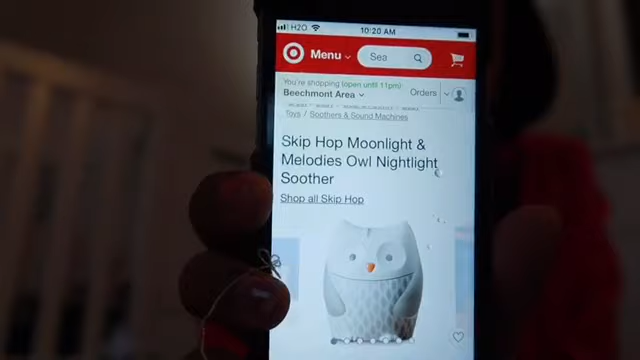 H2O 10:20 AM
Menu Sea
You're shopping (open until 11pm):
Beechmont Area Orders
Toys / Soothers & Sound Machines
Skip Hop Moonlight &
Melodies Owl Nightlight
Soother
Shop all Skip Hop